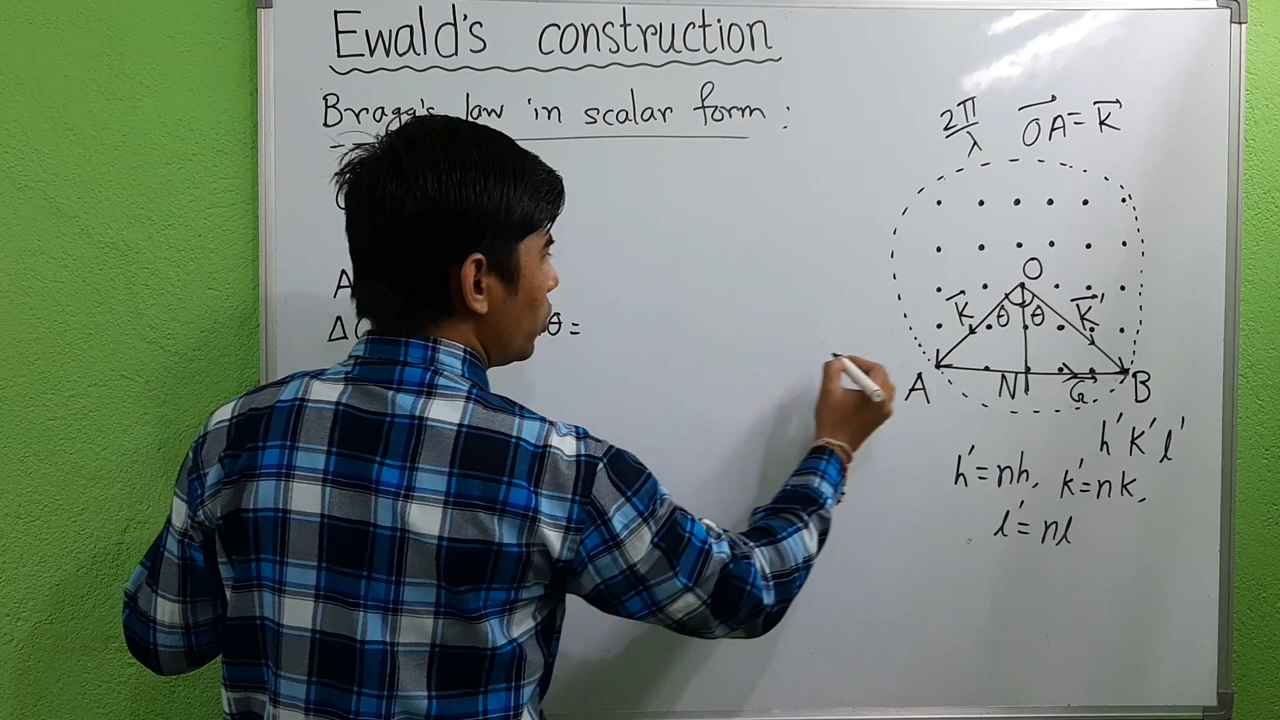 Ewald's construction
Bragg's law in scalar form :
A
Δ
θ =
2π/λ OA→ = K→
O
K→ θ θ K→'
A N G→ B
h' k' l'
h' = nh, k' = nk,
l' = nl